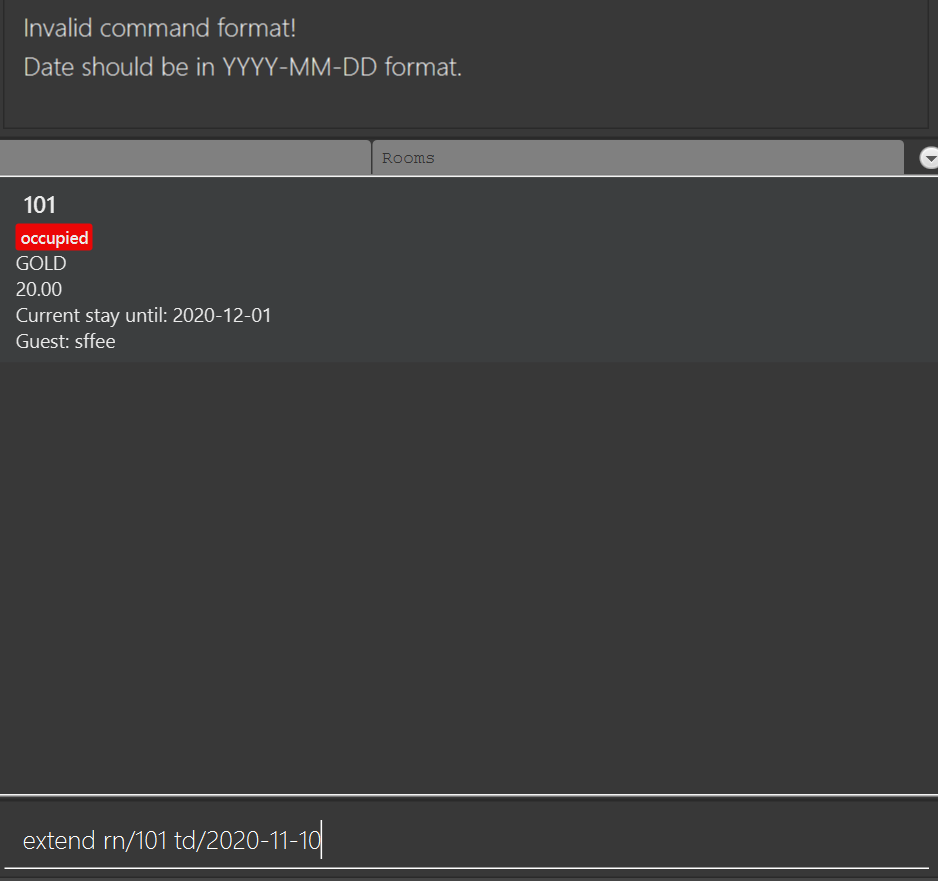 Invalid command format!
Date should be in YYYY-MM-DD format.
Rooms
101
occupied
GOLD
20.00
Current stay until: 2020-12-01
Guest: sffee
extend rn/101 td/2020-11-10